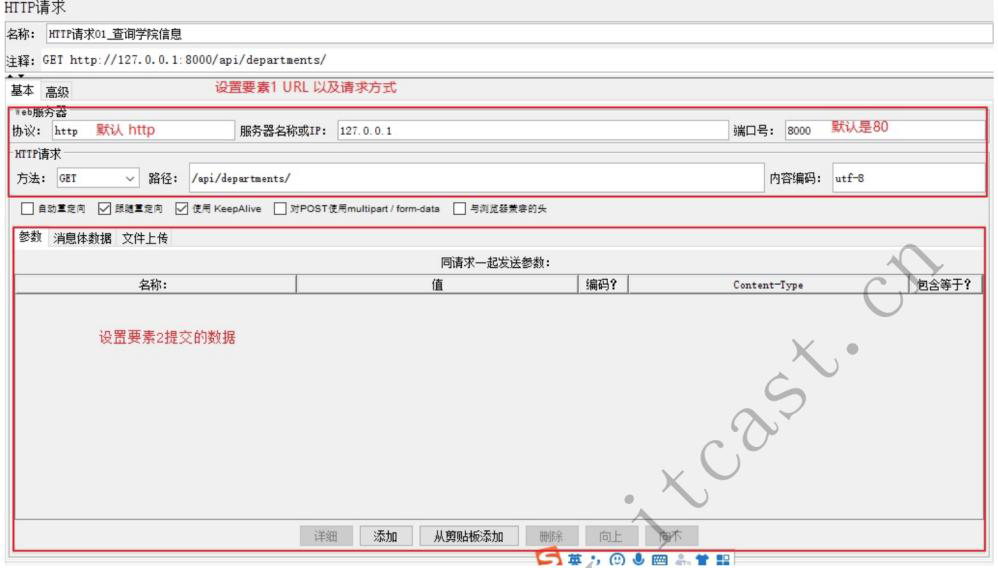 HTTP请求
名称: HTTP请求01_查询学院信息
注释: GET http://127.0.0.1:8000/api/departments/
基本 高级 设置要素1 URL 以及请求方式
Web服务器
协议: http 默认 http 服务器名称或IP: 127.0.0.1 端口号: 8000 默认是80
HTTP请求
方法: GET 路径: /api/departments/ 内容编码: utf-8
自动重定向 跟随重定向 使用 KeepAlive 对POST使用multipart / form-data 与浏览器兼容的头
参数 消息体数据 文件上传
同请求一起发送参数:
名称: 值 编码? Content-Type 包含等于?
设置要素2提交的数据
详细 添加 从剪贴板添加 删除 向上 向下
英
itcast.cn